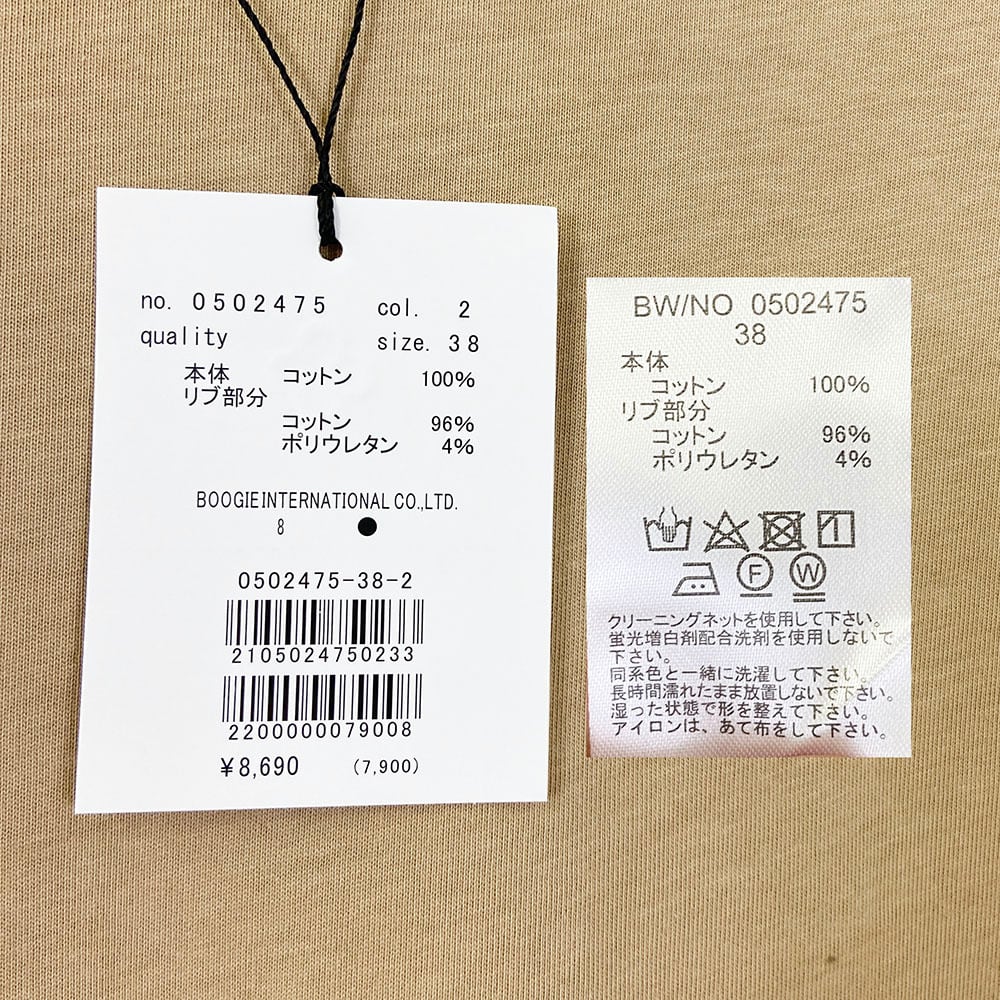 no. 0502475 col. 2
quality size. 38
本体 コットン 100%
リブ部分
コットン 96%
ポリウレタン 4%
BOOGIE INTERNATIONAL CO.,LTD.
8
0502475-38-2
2105024750233
2200000079008
¥8,690 (7,900)
BW/NO 0502475
38
本体
コットン 100%
リブ部分
コットン 96%
ポリウレタン 4%
F W
クリーニングネットを使用して下さい。
蛍光増白剤配合洗剤を使用しないで
下さい。
同系色と一緒に洗濯して下さい。
長時間濡れたまま放置しないで下さい。
湿った状態で形を整えて下さい。
アイロンは、あて布をして下さい。